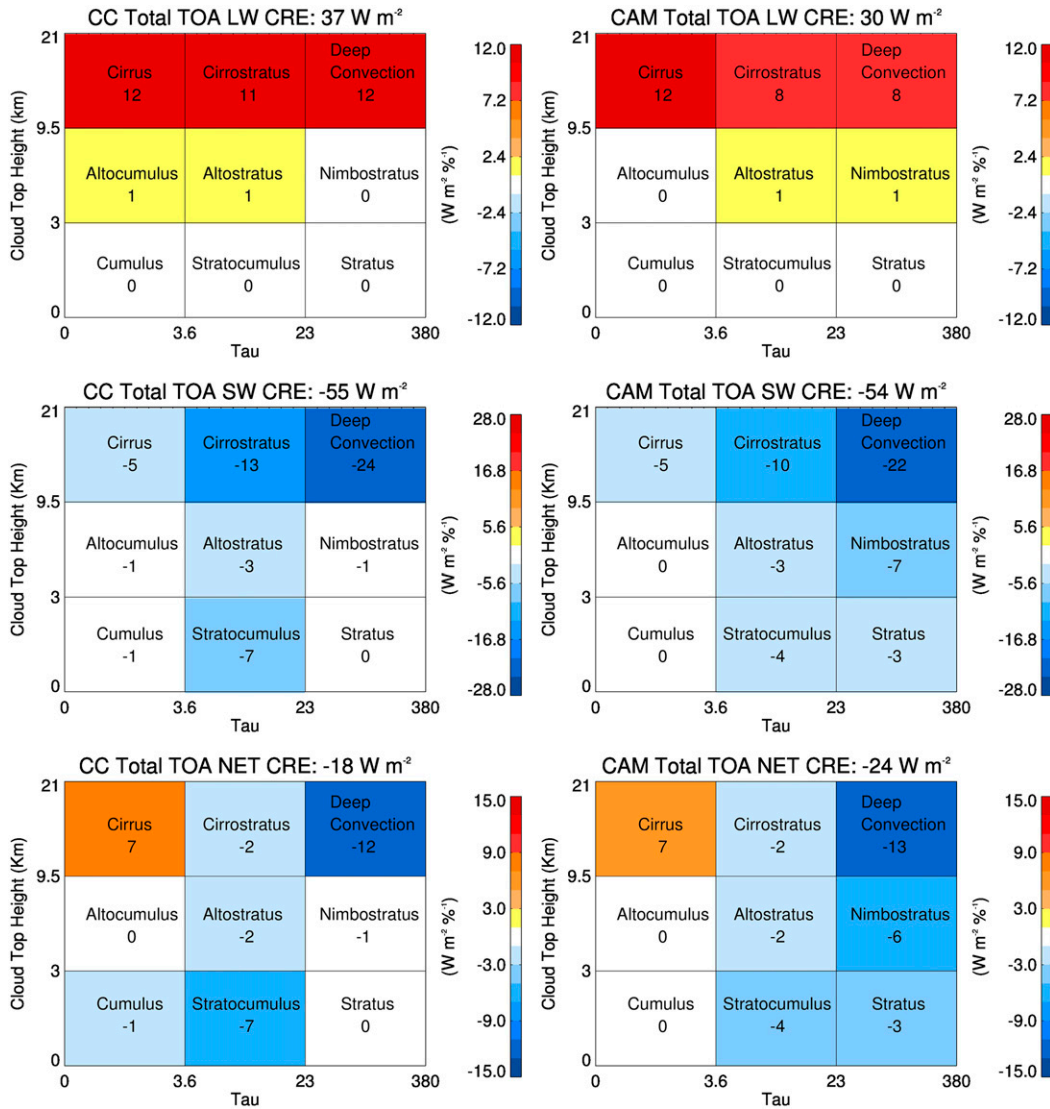 CC Total TOA LW CRE: 37 W m⁻²
21
9.5
3
0
Cloud Top Height (km)
Cirrus
12
Cirrostratus
11
Deep
Convection
12
Altocumulus
1
Altostratus
1
Nimbostratus
0
Cumulus
0
Stratocumulus
0
Stratus
0
0
3.6
23
380
Tau
12.0
7.2
2.4
-2.4
-7.2
-12.0
(W m⁻² %⁻¹)
CAM Total TOA LW CRE: 30 W m⁻²
21
9.5
3
0
Cloud Top Height (km)
Cirrus
12
Cirrostratus
8
Deep
Convection
8
Altocumulus
0
Altostratus
1
Nimbostratus
1
Cumulus
0
Stratocumulus
0
Stratus
0
0
3.6
23
380
Tau
12.0
7.2
2.4
-2.4
-7.2
-12.0
(W m⁻² %⁻¹)
CC Total TOA SW CRE: -55 W m⁻²
21
9.5
3
0
Cloud Top Height (Km)
Cirrus
-5
Cirrostratus
-13
Deep
Convection
-24
Altocumulus
-1
Altostratus
-3
Nimbostratus
-1
Cumulus
-1
Stratocumulus
-7
Stratus
0
0
3.6
23
380
Tau
28.0
16.8
5.6
-5.6
-16.8
-28.0
(W m⁻² %⁻¹)
CAM Total TOA SW CRE: -54 W m⁻²
21
9.5
3
0
Cloud Top Height (Km)
Cirrus
-5
Cirrostratus
-10
Deep
Convection
-22
Altocumulus
0
Altostratus
-3
Nimbostratus
-7
Cumulus
0
Stratocumulus
-4
Stratus
-3
0
3.6
23
380
Tau
28.0
16.8
5.6
-5.6
-16.8
-28.0
(W m⁻² %⁻¹)
CC Total TOA NET CRE: -18 W m⁻²
21
9.5
3
0
Cloud Top Height (Km)
Cirrus
7
Cirrostratus
-2
Deep
Convection
-12
Altocumulus
0
Altostratus
-2
Nimbostratus
-1
Cumulus
-1
Stratocumulus
-7
Stratus
0
0
3.6
23
380
Tau
15.0
9.0
3.0
-3.0
-9.0
-15.0
(W m⁻² %⁻¹)
CAM Total TOA NET CRE: -24 W m⁻²
21
9.5
3
0
Cloud Top Height (Km)
Cirrus
7
Cirrostratus
-2
Deep
Convection
-13
Altocumulus
0
Altostratus
-2
Nimbostratus
-6
Cumulus
0
Stratocumulus
-4
Stratus
-3
0
3.6
23
380
Tau
15.0
9.0
3.0
-3.0
-9.0
-15.0
(W m⁻² %⁻¹)